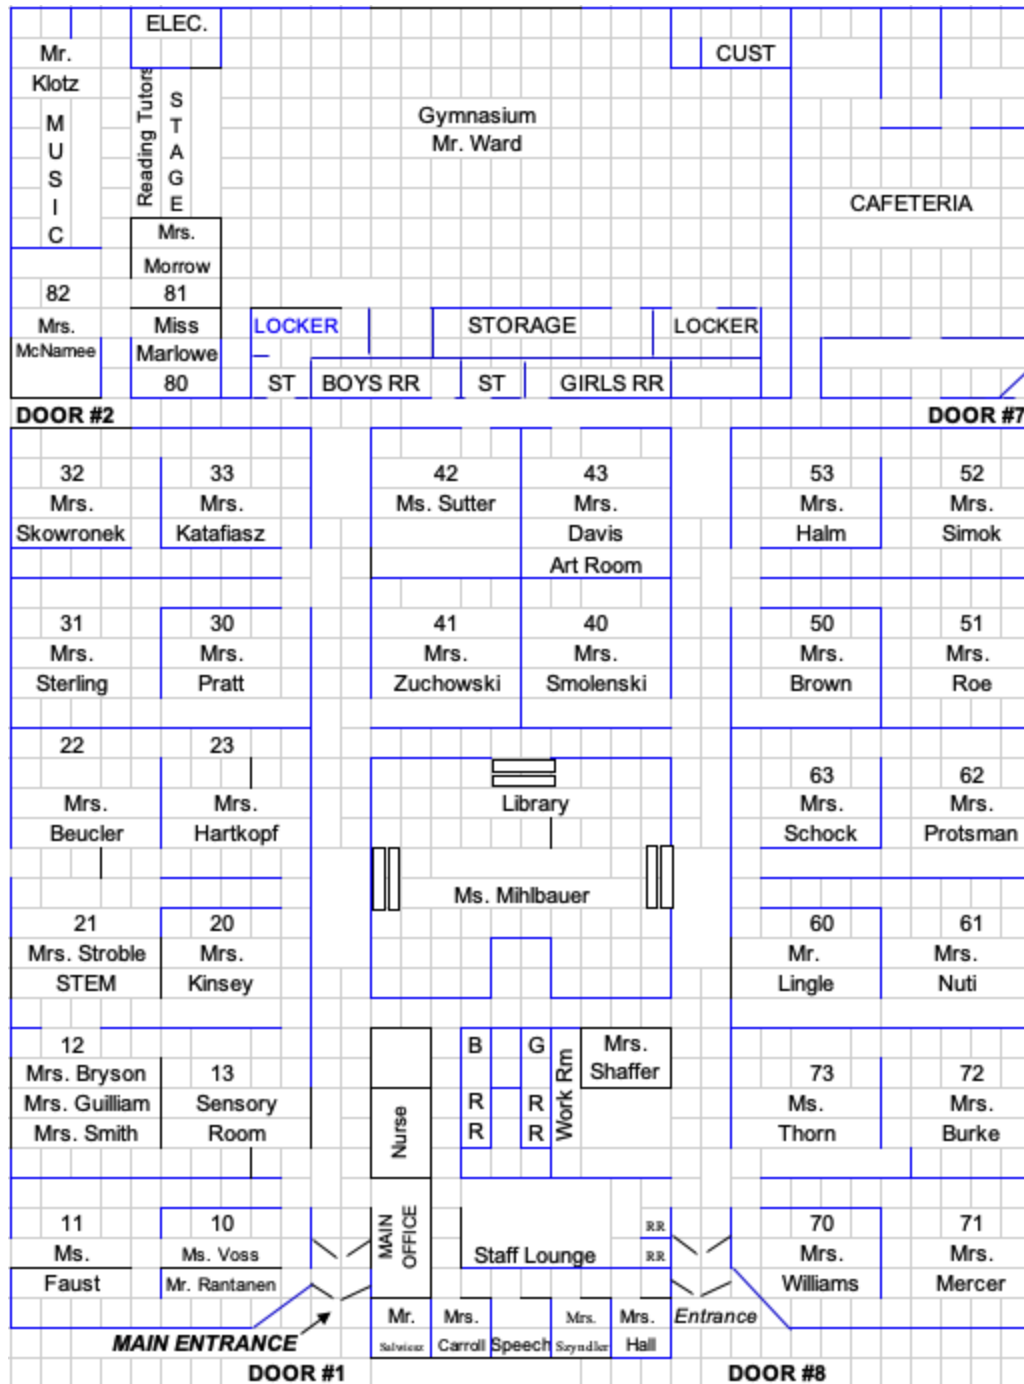 ELEC.
CUST
Mr.
Klotz
MUSIC
Reading Tutors
STAGE
Gymnasium
Mr. Ward
CAFETERIA
Mrs.
Morrow
81
82
Mrs.
McNamee
Miss
Marlowe
80
LOCKER
STORAGE
LOCKER
ST
BOYS RR
ST
GIRLS RR
DOOR #2
DOOR #7
32
Mrs.
Skowronek
33
Mrs.
Katafiasz
42
Ms. Sutter
43
Mrs.
Davis
Art Room
53
Mrs.
Halm
52
Mrs.
Simok
31
Mrs.
Sterling
30
Mrs.
Pratt
41
Mrs.
Zuchowski
40
Mrs.
Smolenski
50
Mrs.
Brown
51
Mrs.
Roe
22
Mrs.
Beucler
23
Mrs.
Hartkopf
Library
Ms. Mihlbauer
63
Mrs.
Schock
62
Mrs.
Protsman
21
Mrs. Stroble
STEM
20
Mrs.
Kinsey
60
Mr.
Lingle
61
Mrs.
Nuti
12
Mrs. Bryson
Mrs. Guilliam
Mrs. Smith
13
Sensory
Room
Nurse
B
R
R
G
R
R
Work Rm
Mrs.
Shaffer
73
Ms.
Thorn
72
Mrs.
Burke
11
Ms.
Faust
10
Ms. Voss
Mr. Rantanen
MAIN
OFFICE
Staff Lounge
RR
RR
70
Mrs.
Williams
71
Mrs.
Mercer
MAIN ENTRANCE
Mr.
Mrs.
Carroll
Speech
Mrs.
Szyndler
Mrs.
Hall
Entrance
DOOR #1
DOOR #8